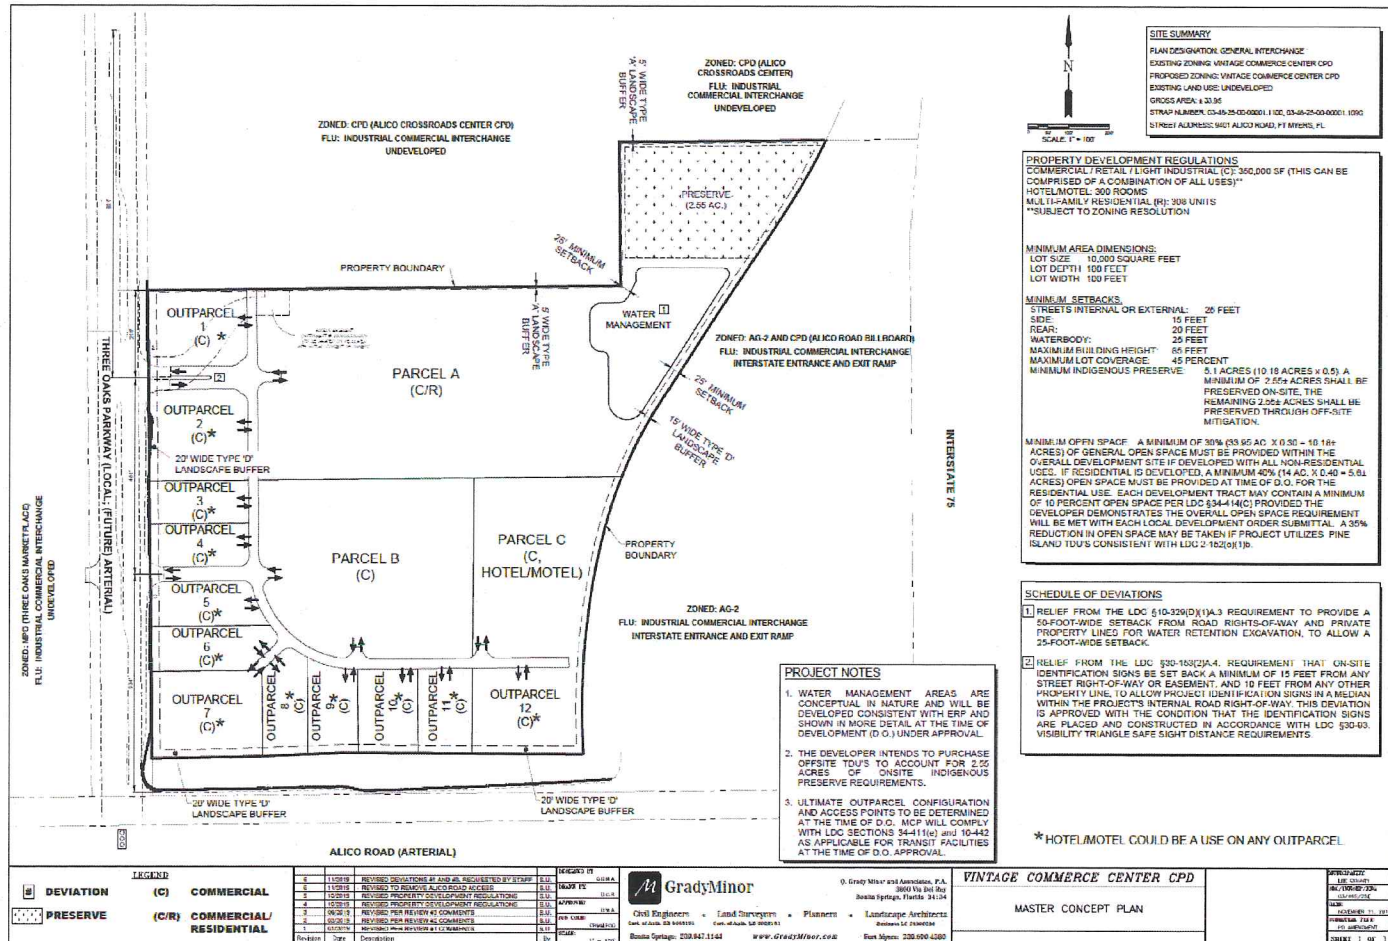 ZONED: CPD (ALICO CROSSROADS CENTER CPD)
FLU: INDUSTRIAL COMMERCIAL INTERCHANGE
UNDEVELOPED
5' WIDE TYPE
'A' LANDSCAPE
BUFFER
ZONED: CPD (ALICO
CROSSROADS CENTER)
FLU: INDUSTRIAL
COMMERCIAL INTERCHANGE
UNDEVELOPED
N
SCALE: 1" = 100'
SITE SUMMARY
PLAN DESIGNATION: GENERAL INTERCHANGE
EXISTING ZONING: VINTAGE COMMERCE CENTER CPD
PROPOSED ZONING: VINTAGE COMMERCE CENTER CPD
EXISTING LAND USE: UNDEVELOPED
GROSS AREA: ± 33.95
STREET ADDRESS: 9401 ALICO ROAD, FT MYERS, FL
PROPERTY DEVELOPMENT REGULATIONS
COMMERCIAL / RETAIL / LIGHT INDUSTRIAL (C): 350,000 SF (THIS CAN BE
COMPRISED OF A COMBINATION OF ALL USES)**
HOTEL/MOTEL: 300 ROOMS
MULTI-FAMILY RESIDENTIAL (R): 308 UNITS
**SUBJECT TO ZONING RESOLUTION
MINIMUM AREA DIMENSIONS:
LOT SIZE 10,000 SQUARE FEET
LOT DEPTH 100 FEET
LOT WIDTH 100 FEET
MINIMUM SETBACKS:
STREETS INTERNAL OR EXTERNAL: 25 FEET
SIDE: 15 FEET
REAR: 20 FEET
WATERBODY: 25 FEET
MAXIMUM BUILDING HEIGHT: 85 FEET
MAXIMUM LOT COVERAGE: 45 PERCENT
MINIMUM INDIGENOUS PRESERVE: 5.1 ACRES (10.18 ACRES x 0.5). A
MINIMUM OF 2.55± ACRES SHALL BE
PRESERVED ON-SITE, THE
REMAINING 2.55± ACRES SHALL BE
PRESERVED THROUGH OFF-SITE
MITIGATION.
MINIMUM OPEN SPACE: A MINIMUM OF 30% (33.95 AC. X 0.30 = 10.18±
ACRES) OF GENERAL OPEN SPACE MUST BE PROVIDED WITHIN THE
OVERALL DEVELOPMENT SITE IF DEVELOPED WITH ALL NON-RESIDENTIAL
USES. IF RESIDENTIAL IS DEVELOPED, A MINIMUM 40% (14 AC. X 0.40 = 5.6±
ACRES) OPEN SPACE MUST BE PROVIDED AT TIME OF D.O. FOR THE
RESIDENTIAL USE. EACH DEVELOPMENT TRACT MAY CONTAIN A MINIMUM
OF 10 PERCENT OPEN SPACE PER LDC §34-414(C) PROVIDED THE
DEVELOPER DEMONSTRATES THE OVERALL OPEN SPACE REQUIREMENT
WILL BE MET WITH EACH LOCAL DEVELOPMENT ORDER SUBMITTAL. A 35%
REDUCTION IN OPEN SPACE MAY BE TAKEN IF PROJECT UTILIZES PINE
ISLAND TDU'S CONSISTENT WITH LDC
SCHEDULE OF DEVIATIONS
1. RELIEF FROM THE LDC §10-329(D)(1)A.3 REQUIREMENT TO PROVIDE A
50-FOOT-WIDE SETBACK FROM ROAD RIGHTS-OF-WAY AND PRIVATE
PROPERTY LINES FOR WATER RETENTION EXCAVATION, TO ALLOW A
25-FOOT-WIDE SETBACK.
2. RELIEF FROM THE LDC §30-153(2)A.4. REQUIREMENT THAT ON-SITE
IDENTIFICATION SIGNS BE SET BACK A MINIMUM OF 15 FEET FROM ANY
STREET RIGHT-OF-WAY OR EASEMENT, AND 10 FEET FROM ANY OTHER
PROPERTY LINE, TO ALLOW PROJECT IDENTIFICATION SIGNS IN A MEDIAN
WITHIN THE PROJECT'S INTERNAL ROAD RIGHT-OF-WAY. THIS DEVIATION
IS APPROVED WITH THE CONDITION THAT THE IDENTIFICATION SIGNS
ARE PLACED AND CONSTRUCTED IN ACCORDANCE WITH LDC §30-93.
VISIBILITY TRIANGLE SAFE SIGHT DISTANCE REQUIREMENTS.
*HOTEL/MOTEL COULD BE A USE ON ANY OUTPARCEL
PRESERVE
(2.55 AC.)
25' MINIMUM
SETBACK
PROPERTY BOUNDARY
5' WIDE TYPE
'A' LANDSCAPE
BUFFER
WATER
MANAGEMENT
1
ZONED: AG-2 AND CPD (ALICO ROAD BILLBOARD)
FLU: INDUSTRIAL COMMERCIAL INTERCHANGE
INTERSTATE ENTRANCE AND EXIT RAMP
25' MINIMUM
SETBACK
15' WIDE TYPE 'D'
LANDSCAPE
BUFFER
INTERSTATE 75
OUTPARCEL
1
(C)*
2
PARCEL A
(C/R)
OUTPARCEL
2
(C)*
20' WIDE TYPE 'D'
LANDSCAPE BUFFER
OUTPARCEL
3
(C)*
OUTPARCEL
4
(C)*
PARCEL B
(C)
PARCEL C
(C,
HOTEL/MOTEL)
PROPERTY
BOUNDARY
OUTPARCEL
5
(C)*
OUTPARCEL
6
(C)*
OUTPARCEL
7
(C)*
OUTPARCEL
8*
(C)
OUTPARCEL
9*
(C)
OUTPARCEL
10*
(C)
OUTPARCEL
11*
(C)
OUTPARCEL
12
(C)*
ZONED: AG-2
FLU: INDUSTRIAL COMMERCIAL INTERCHANGE
INTERSTATE ENTRANCE AND EXIT RAMP
THREE OAKS PARKWAY (LOCAL; (FUTURE) ARTERIAL)
ZONED: MPD (THREE OAKS MARKETPLACE)
FLU: INDUSTRIAL COMMERCIAL INTERCHANGE
UNDEVELOPED
20' WIDE TYPE 'D'
LANDSCAPE BUFFER
20' WIDE TYPE 'D'
LANDSCAPE BUFFER
ALICO ROAD (ARTERIAL)
PROJECT NOTES
1. WATER MANAGEMENT AREAS ARE
CONCEPTUAL IN NATURE AND WILL BE
DEVELOPED CONSISTENT WITH ERP AND
SHOWN IN MORE DETAIL AT THE TIME OF
DEVELOPMENT (D.O.) UNDER APPROVAL.
2. THE DEVELOPER INTENDS TO PURCHASE
OFFSITE TDU'S TO ACCOUNT FOR 2.55
ACRES OF ONSITE INDIGENOUS
PRESERVE REQUIREMENTS.
3. ULTIMATE OUTPARCEL CONFIGURATION
AND ACCESS POINTS TO BE DETERMINED
AT THE TIME OF D.O. MCP WILL COMPLY
WITH LDC SECTIONS 34-411(e) and 10-442
AS APPLICABLE FOR TRANSIT FACILITIES
AT THE TIME OF D.O. APPROVAL.
LEGEND
# DEVIATION (C) COMMERCIAL
PRESERVE (C/R) COMMERCIAL/
RESIDENTIAL
6 11/2019 REVISED DEVIATIONS #1 AND #2, REQUESTED BY STAFF
5 11/2019 REVISED TO REMOVE ALICO ROAD ACCESS
REVISED PROPERTY DEVELOPMENT REGULATIONS
REVISED PROPERTY DEVELOPMENT REGULATIONS
REVISED PER REVIEW #3 COMMENTS
REVISED PER REVIEW #2 COMMENTS
REVISED PER REVIEW #1 COMMENTS
Revision Date Description By
GradyMinor
Civil Engineers • Land Surveyors • Planners • Landscape Architects
Q. Grady Minor and Associates, P.A.
3800 Via Del Rey
Bonita Springs, Florida 34134
Bonita Springs: 239.947.1144 www.GradyMinor.com Fort Myers: 239.690.4380
VINTAGE COMMERCE CENTER CPD
MASTER CONCEPT PLAN
SHEET 1 OF 1